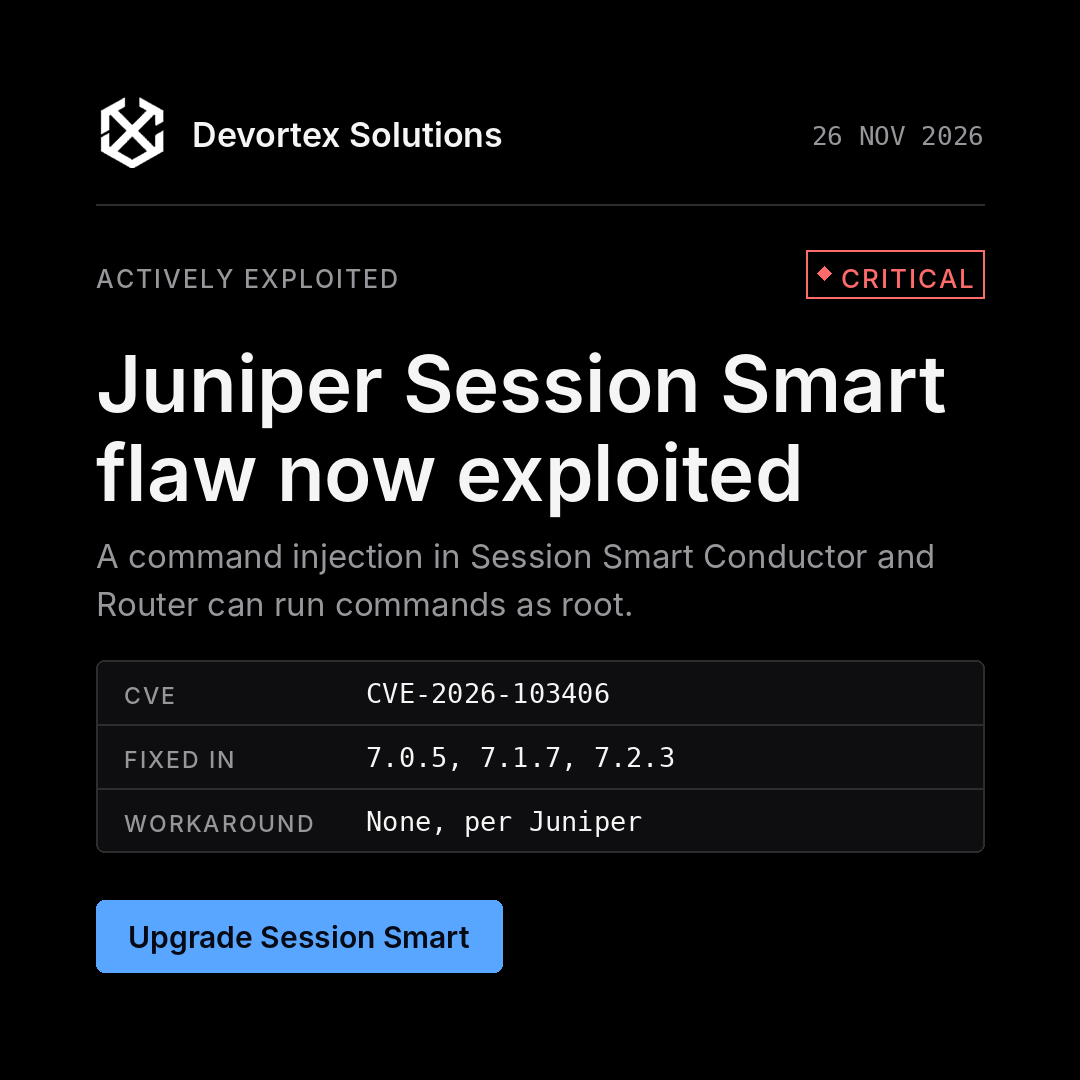 Devortex Solutions
26 NOV 2026
ACTIVELY EXPLOITED
CRITICAL
Juniper Session Smart
flaw now exploited
A command injection in Session Smart Conductor and
Router can run commands as root.
CVE CVE-2026-103406
FIXED IN 7.0.5, 7.1.7, 7.2.3
WORKAROUND None, per Juniper
Upgrade Session Smart